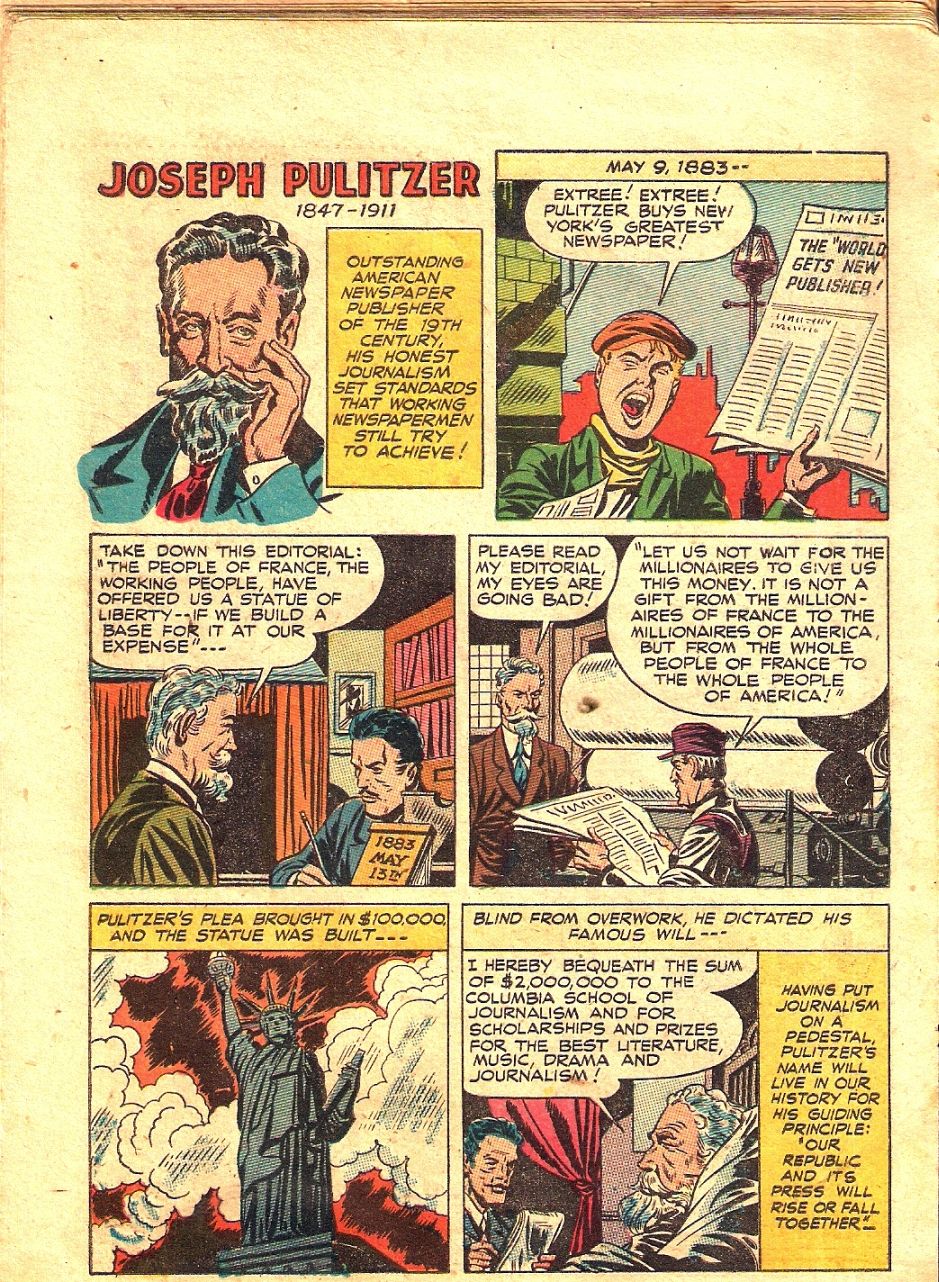 JOSEPH PULITZER
1847-1911
OUTSTANDING
AMERICAN
NEWSPAPER
PUBLISHER
OF THE 19TH
CENTURY,
HIS HONEST
JOURNALISM
SET STANDARDS
THAT WORKING
NEWSPAPERMEN
STILL TRY
TO ACHIEVE!
MAY 9, 1883--
EXTREE! EXTREE!
PULITZER BUYS NEW
YORK'S GREATEST
NEWSPAPER!
THE "WORLD
GETS NEW
PUBLISHER!
TAKE DOWN THIS EDITORIAL:
"THE PEOPLE OF FRANCE, THE
WORKING PEOPLE, HAVE
OFFERED US A STATUE OF
LIBERTY--IF WE BUILD A
BASE FOR IT AT OUR
EXPENSE"---
1883
MAY
13TH
PLEASE READ
MY EDITORIAL,
MY EYES ARE
GOING BAD!
"LET US NOT WAIT FOR THE
MILLIONAIRES TO GIVE US
THIS MONEY. IT IS NOT A
GIFT FROM THE MILLION-
AIRES OF FRANCE TO THE
MILLIONAIRES OF AMERICA,
BUT FROM THE WHOLE
PEOPLE OF FRANCE TO
THE WHOLE PEOPLE
OF AMERICA!"
PULITZER'S PLEA BROUGHT IN $100,000,
AND THE STATUE WAS BUILT---
BLIND FROM OVERWORK, HE DICTATED HIS
FAMOUS WILL---
I HEREBY BEQUEATH THE SUM
OF $2,000,000 TO THE
COLUMBIA SCHOOL OF
JOURNALISM AND FOR
SCHOLARSHIPS AND PRIZES
FOR THE BEST LITERATURE,
MUSIC, DRAMA AND
JOURNALISM!
HAVING PUT
JOURNALISM
ON A
PEDESTAL,
PULITZER'S
NAME WILL
LIVE IN OUR
HISTORY FOR
HIS GUIDING
PRINCIPLE:
"OUR
REPUBLIC
AND ITS
PRESS WILL
RISE OR FALL
TOGETHER"--